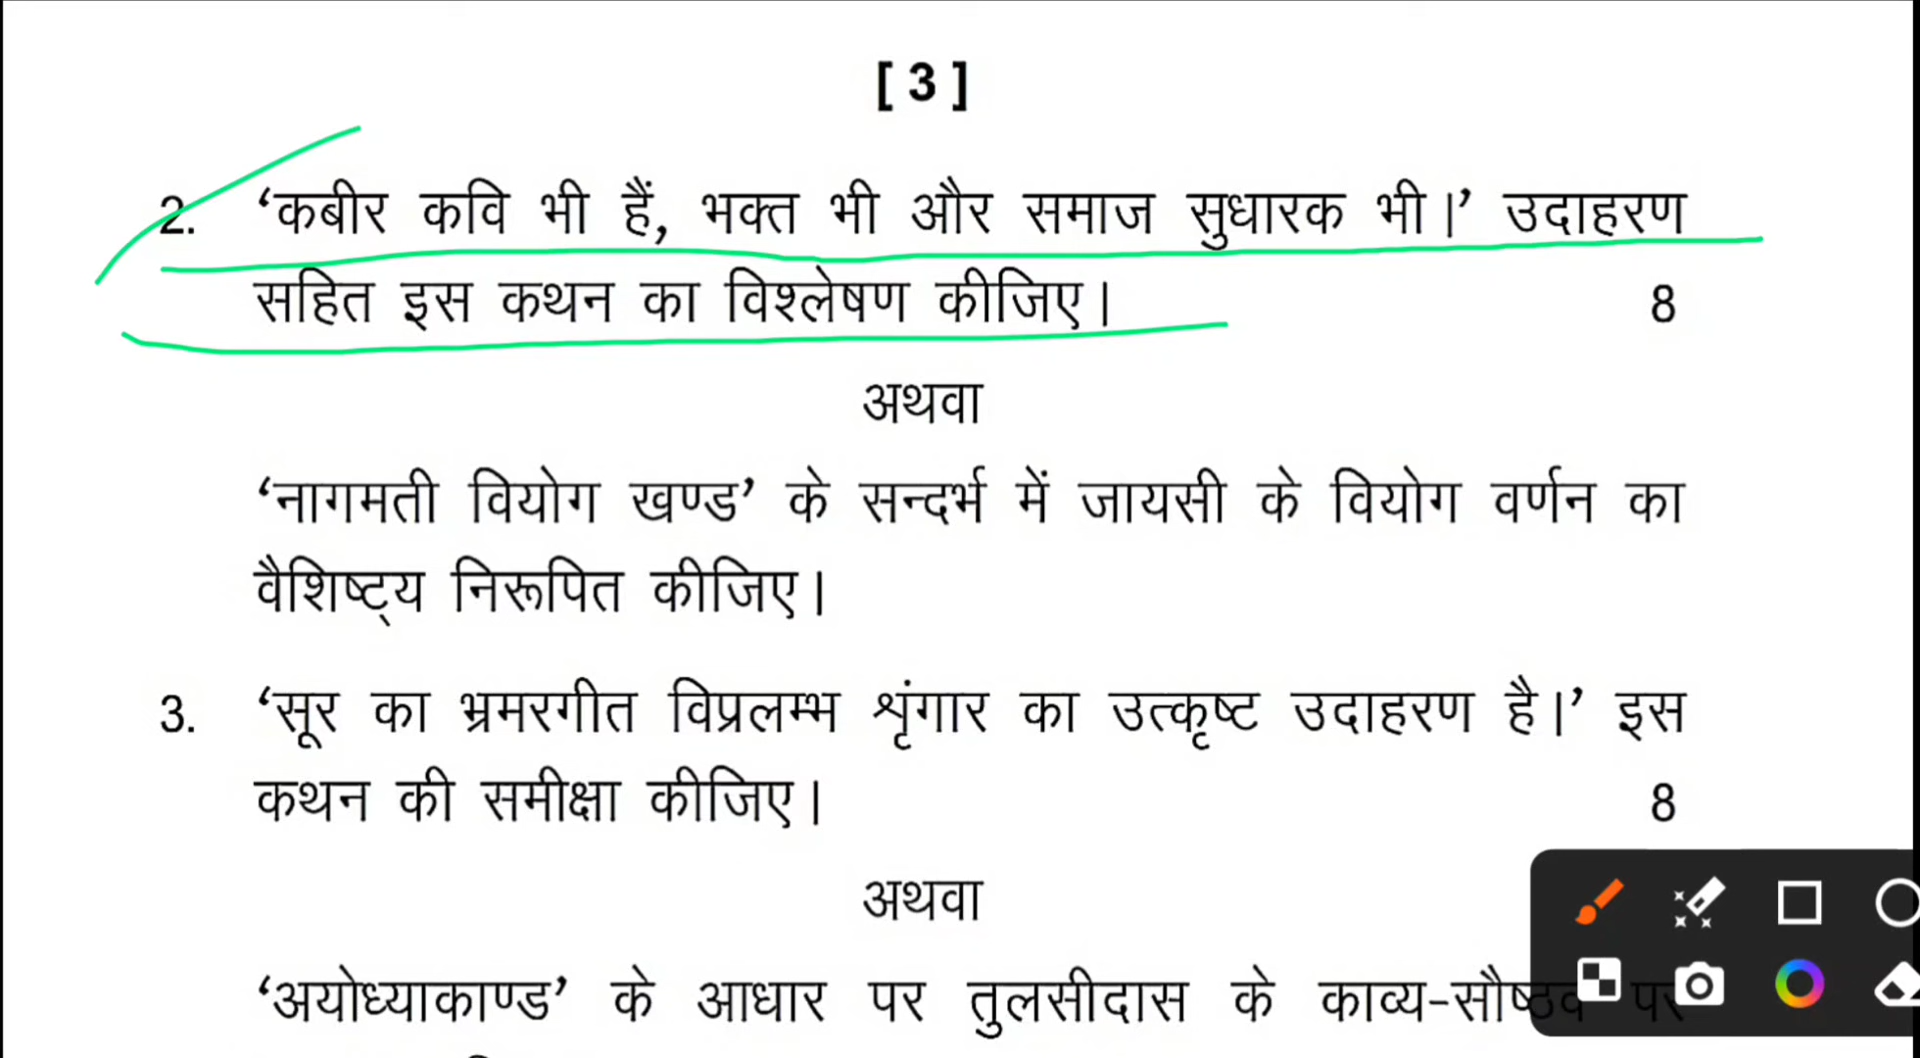 [ 3 ]
2. ‘कबीर कवि भी हैं, भक्त भी और समाज सुधारक भी।’ उदाहरण
सहित इस कथन का विश्लेषण कीजिए। 8
अथवा
‘नागमती वियोग खण्ड’ के सन्दर्भ में जायसी के वियोग वर्णन का
वैशिष्ट्य निरूपित कीजिए।
3. ‘सूर का भ्रमरगीत विप्रलम्भ शृंगार का उत्कृष्ट उदाहरण है।’ इस
कथन की समीक्षा कीजिए। 8
अथवा
‘अयोध्याकाण्ड’ के आधार पर तुलसीदास के काव्य-सौष्ठव पर